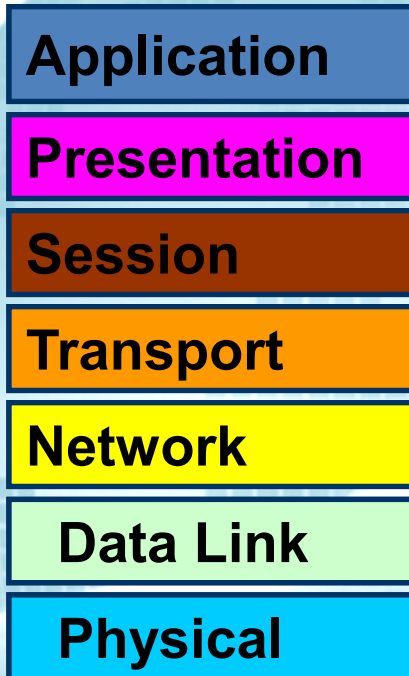 Application
Presentation
Session
Transport
Network
Data Link
Physical